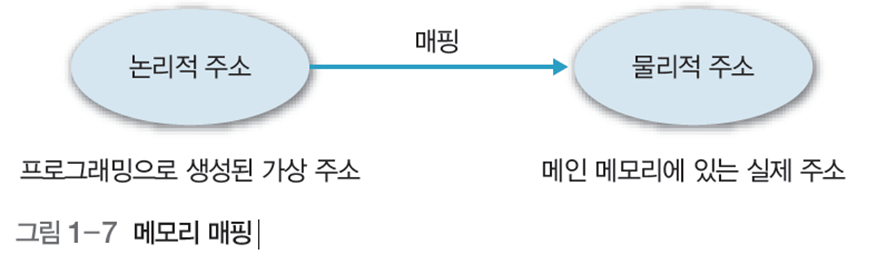 매핑
논리적 주소
물리적 주소
프로그래밍으로 생성된 가상 주소
메인 메모리에 있는 실제 주소
그림 1-7 메모리 매핑